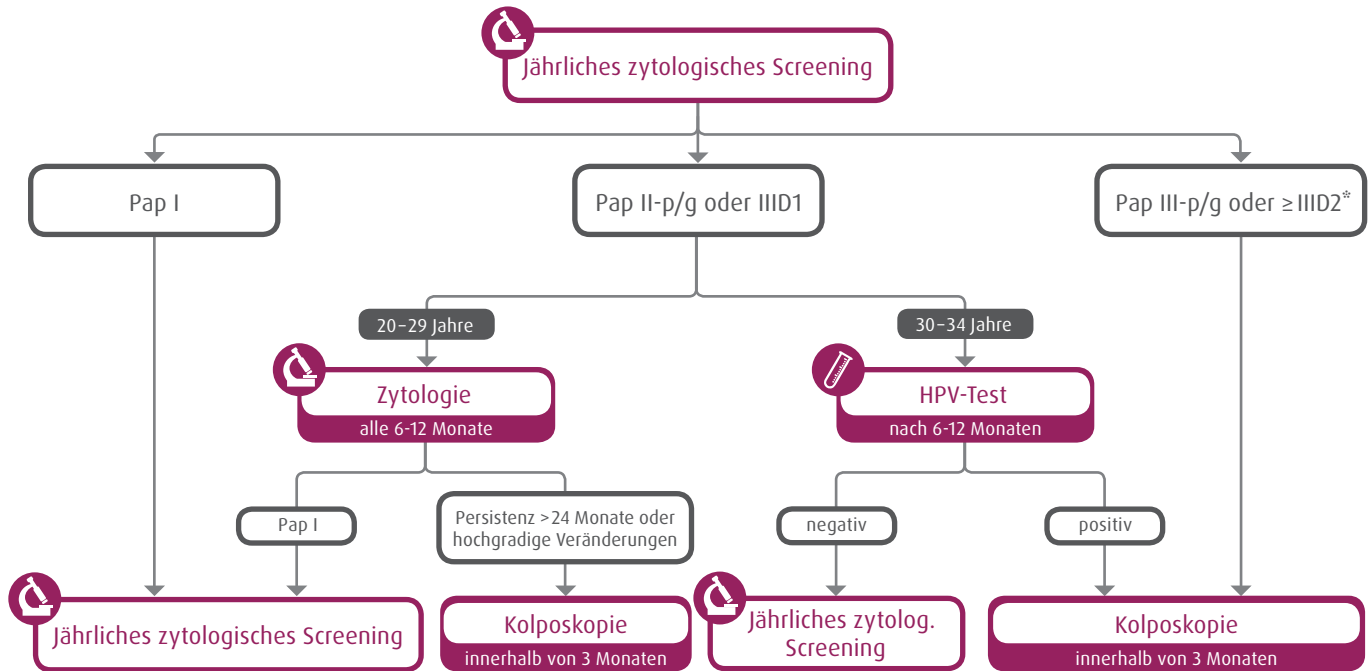 Jährliches zytologisches Screening
Pap I
Pap II-p/g oder IIID1
Pap III-p/g oder ≥ IIID2*
20–29 Jahre
30–34 Jahre
Zytologie
alle 6-12 Monate
HPV-Test
nach 6-12 Monaten
Pap I
Persistenz >24 Monate oder
hochgradige Veränderungen
negativ
positiv
Jährliches zytologisches Screening
Kolposkopie
innerhalb von 3 Monaten
Jährliches zytolog.
Screening
Kolposkopie
innerhalb von 3 Monaten